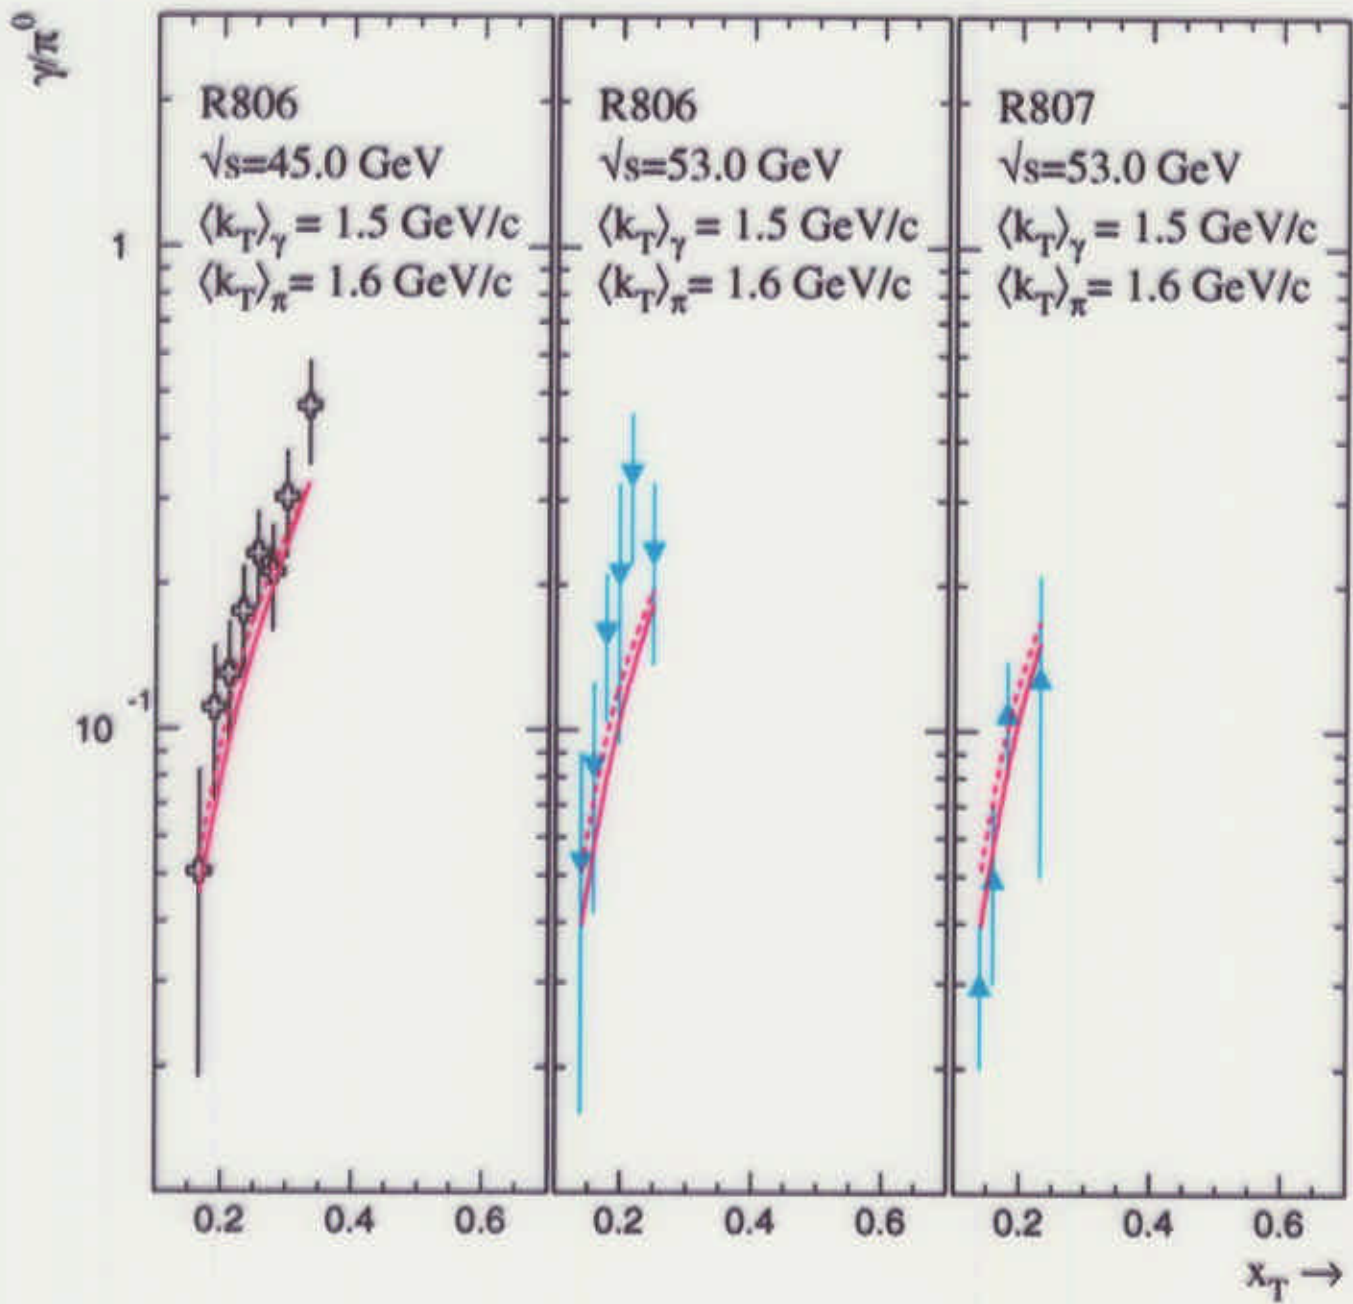 γ/π⁰
R806
√s=45.0 GeV
⟨k_T⟩_γ = 1.5 GeV/c
⟨k_T⟩_π= 1.6 GeV/c
R806
√s=53.0 GeV
⟨k_T⟩_γ = 1.5 GeV/c
⟨k_T⟩_π= 1.6 GeV/c
R807
√s=53.0 GeV
⟨k_T⟩_γ = 1.5 GeV/c
⟨k_T⟩_π= 1.6 GeV/c
1
10⁻¹
0.2 0.4 0.6 0.2 0.4 0.6 0.2 0.4 0.6
x_T →